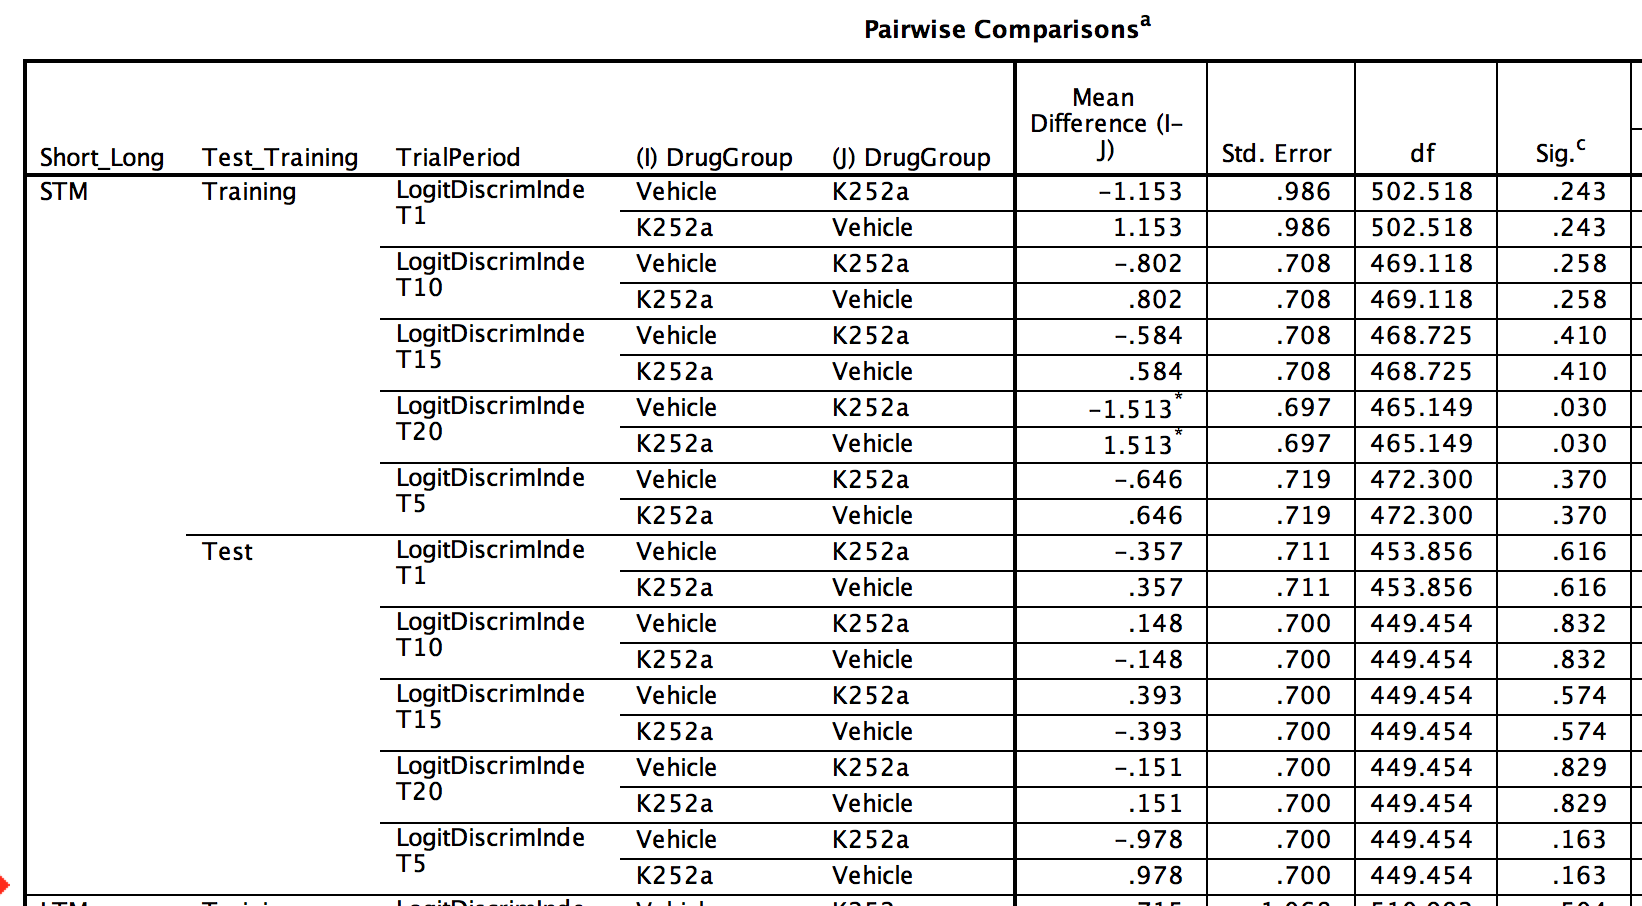 Pairwise Comparisons^a
Mean
Difference (I-
J)
Short_Long Test_Training TrialPeriod (I) DrugGroup (J) DrugGroup Std. Error df Sig.^c
STM Training LogitDiscrimInde Vehicle K252a -1.153 .986 502.518 .243
T1
K252a Vehicle 1.153 .986 502.518 .243
LogitDiscrimInde Vehicle K252a -.802 .708 469.118 .258
T10
K252a Vehicle .802 .708 469.118 .258
LogitDiscrimInde Vehicle K252a -.584 .708 468.725 .410
T15
K252a Vehicle .584 .708 468.725 .410
LogitDiscrimInde Vehicle K252a -1.513* .697 465.149 .030
T20
K252a Vehicle 1.513* .697 465.149 .030
LogitDiscrimInde Vehicle K252a -.646 .719 472.300 .370
T5
K252a Vehicle .646 .719 472.300 .370
Test LogitDiscrimInde Vehicle K252a -.357 .711 453.856 .616
T1
K252a Vehicle .357 .711 453.856 .616
LogitDiscrimInde Vehicle K252a .148 .700 449.454 .832
T10
K252a Vehicle -.148 .700 449.454 .832
LogitDiscrimInde Vehicle K252a .393 .700 449.454 .574
T15
K252a Vehicle -.393 .700 449.454 .574
LogitDiscrimInde Vehicle K252a -.151 .700 449.454 .829
T20
K252a Vehicle .151 .700 449.454 .829
LogitDiscrimInde Vehicle K252a -.978 .700 449.454 .163
T5
K252a Vehicle .978 .700 449.454 .163